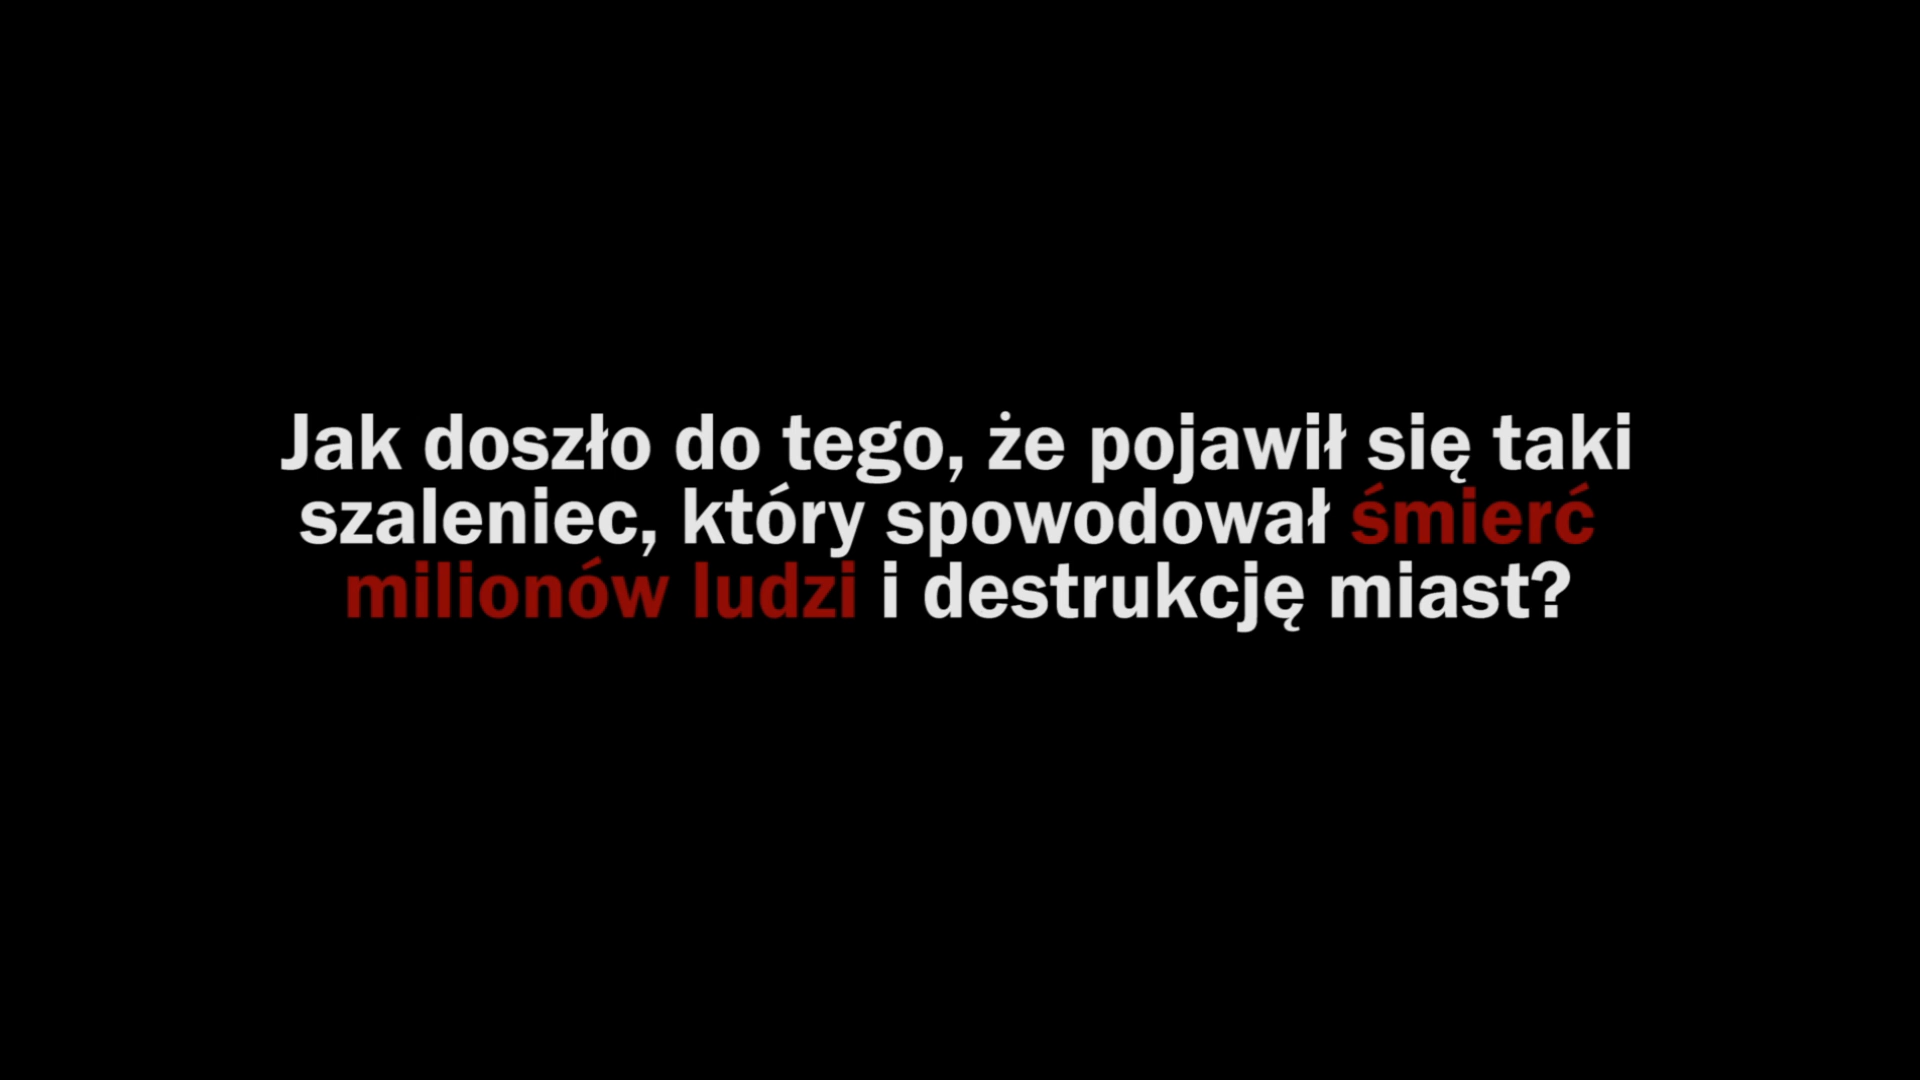 Jak doszło do tego, że pojawił się taki
szaleniec, który spowodował śmierć
milionów ludzi i destrukcję miast?